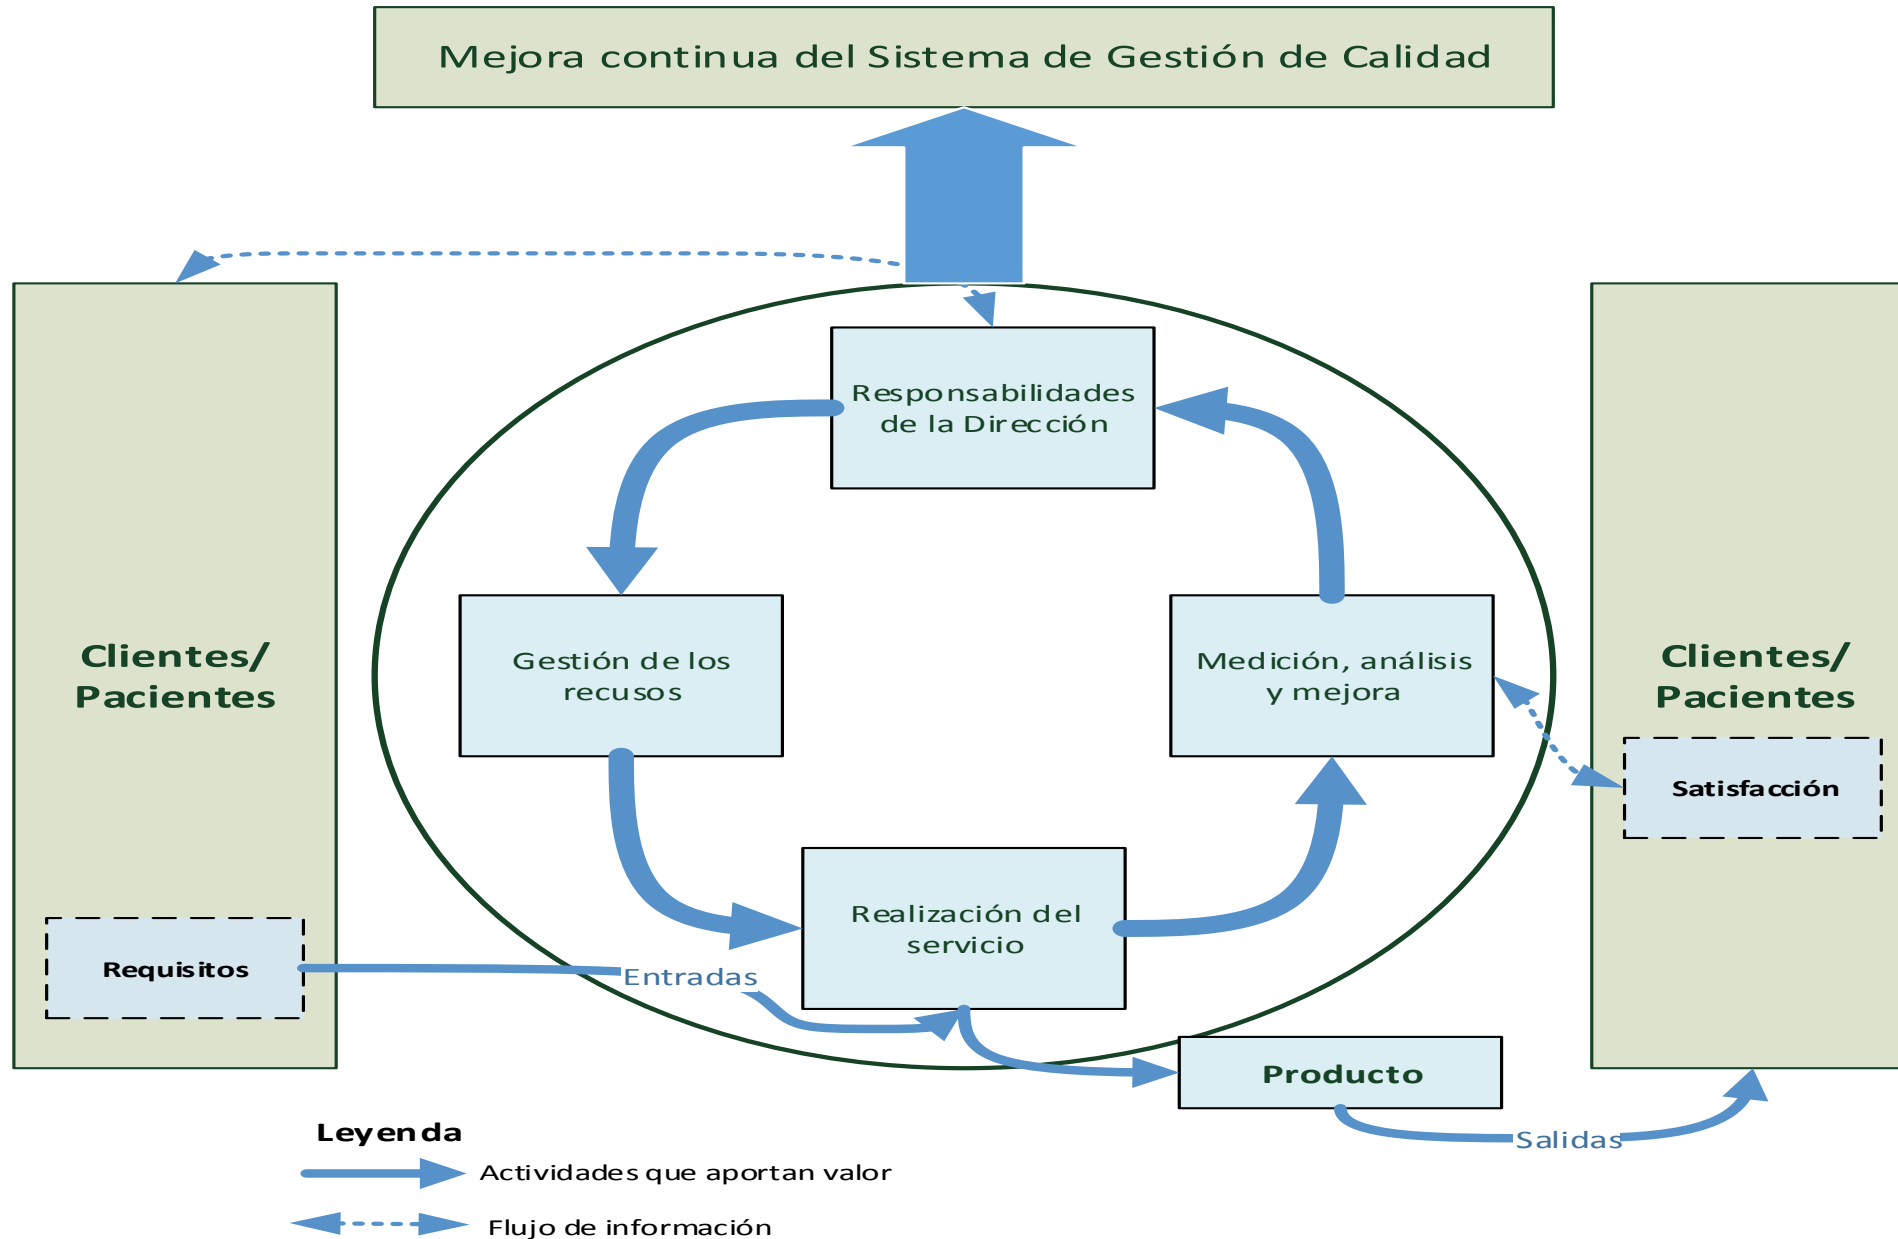 Mejora continua del Sistema de Gestión de Calidad
Responsabilidades
de la Dirección
Clientes/
Pacientes
Gestión de los
recusos
Medición, análisis
y mejora
Clientes/
Pacientes
Satisfacción
Realización del
servicio
Requisitos
Entradas
Producto
Salidas
Leyenda
Actividades que aportan valor
Flujo de información